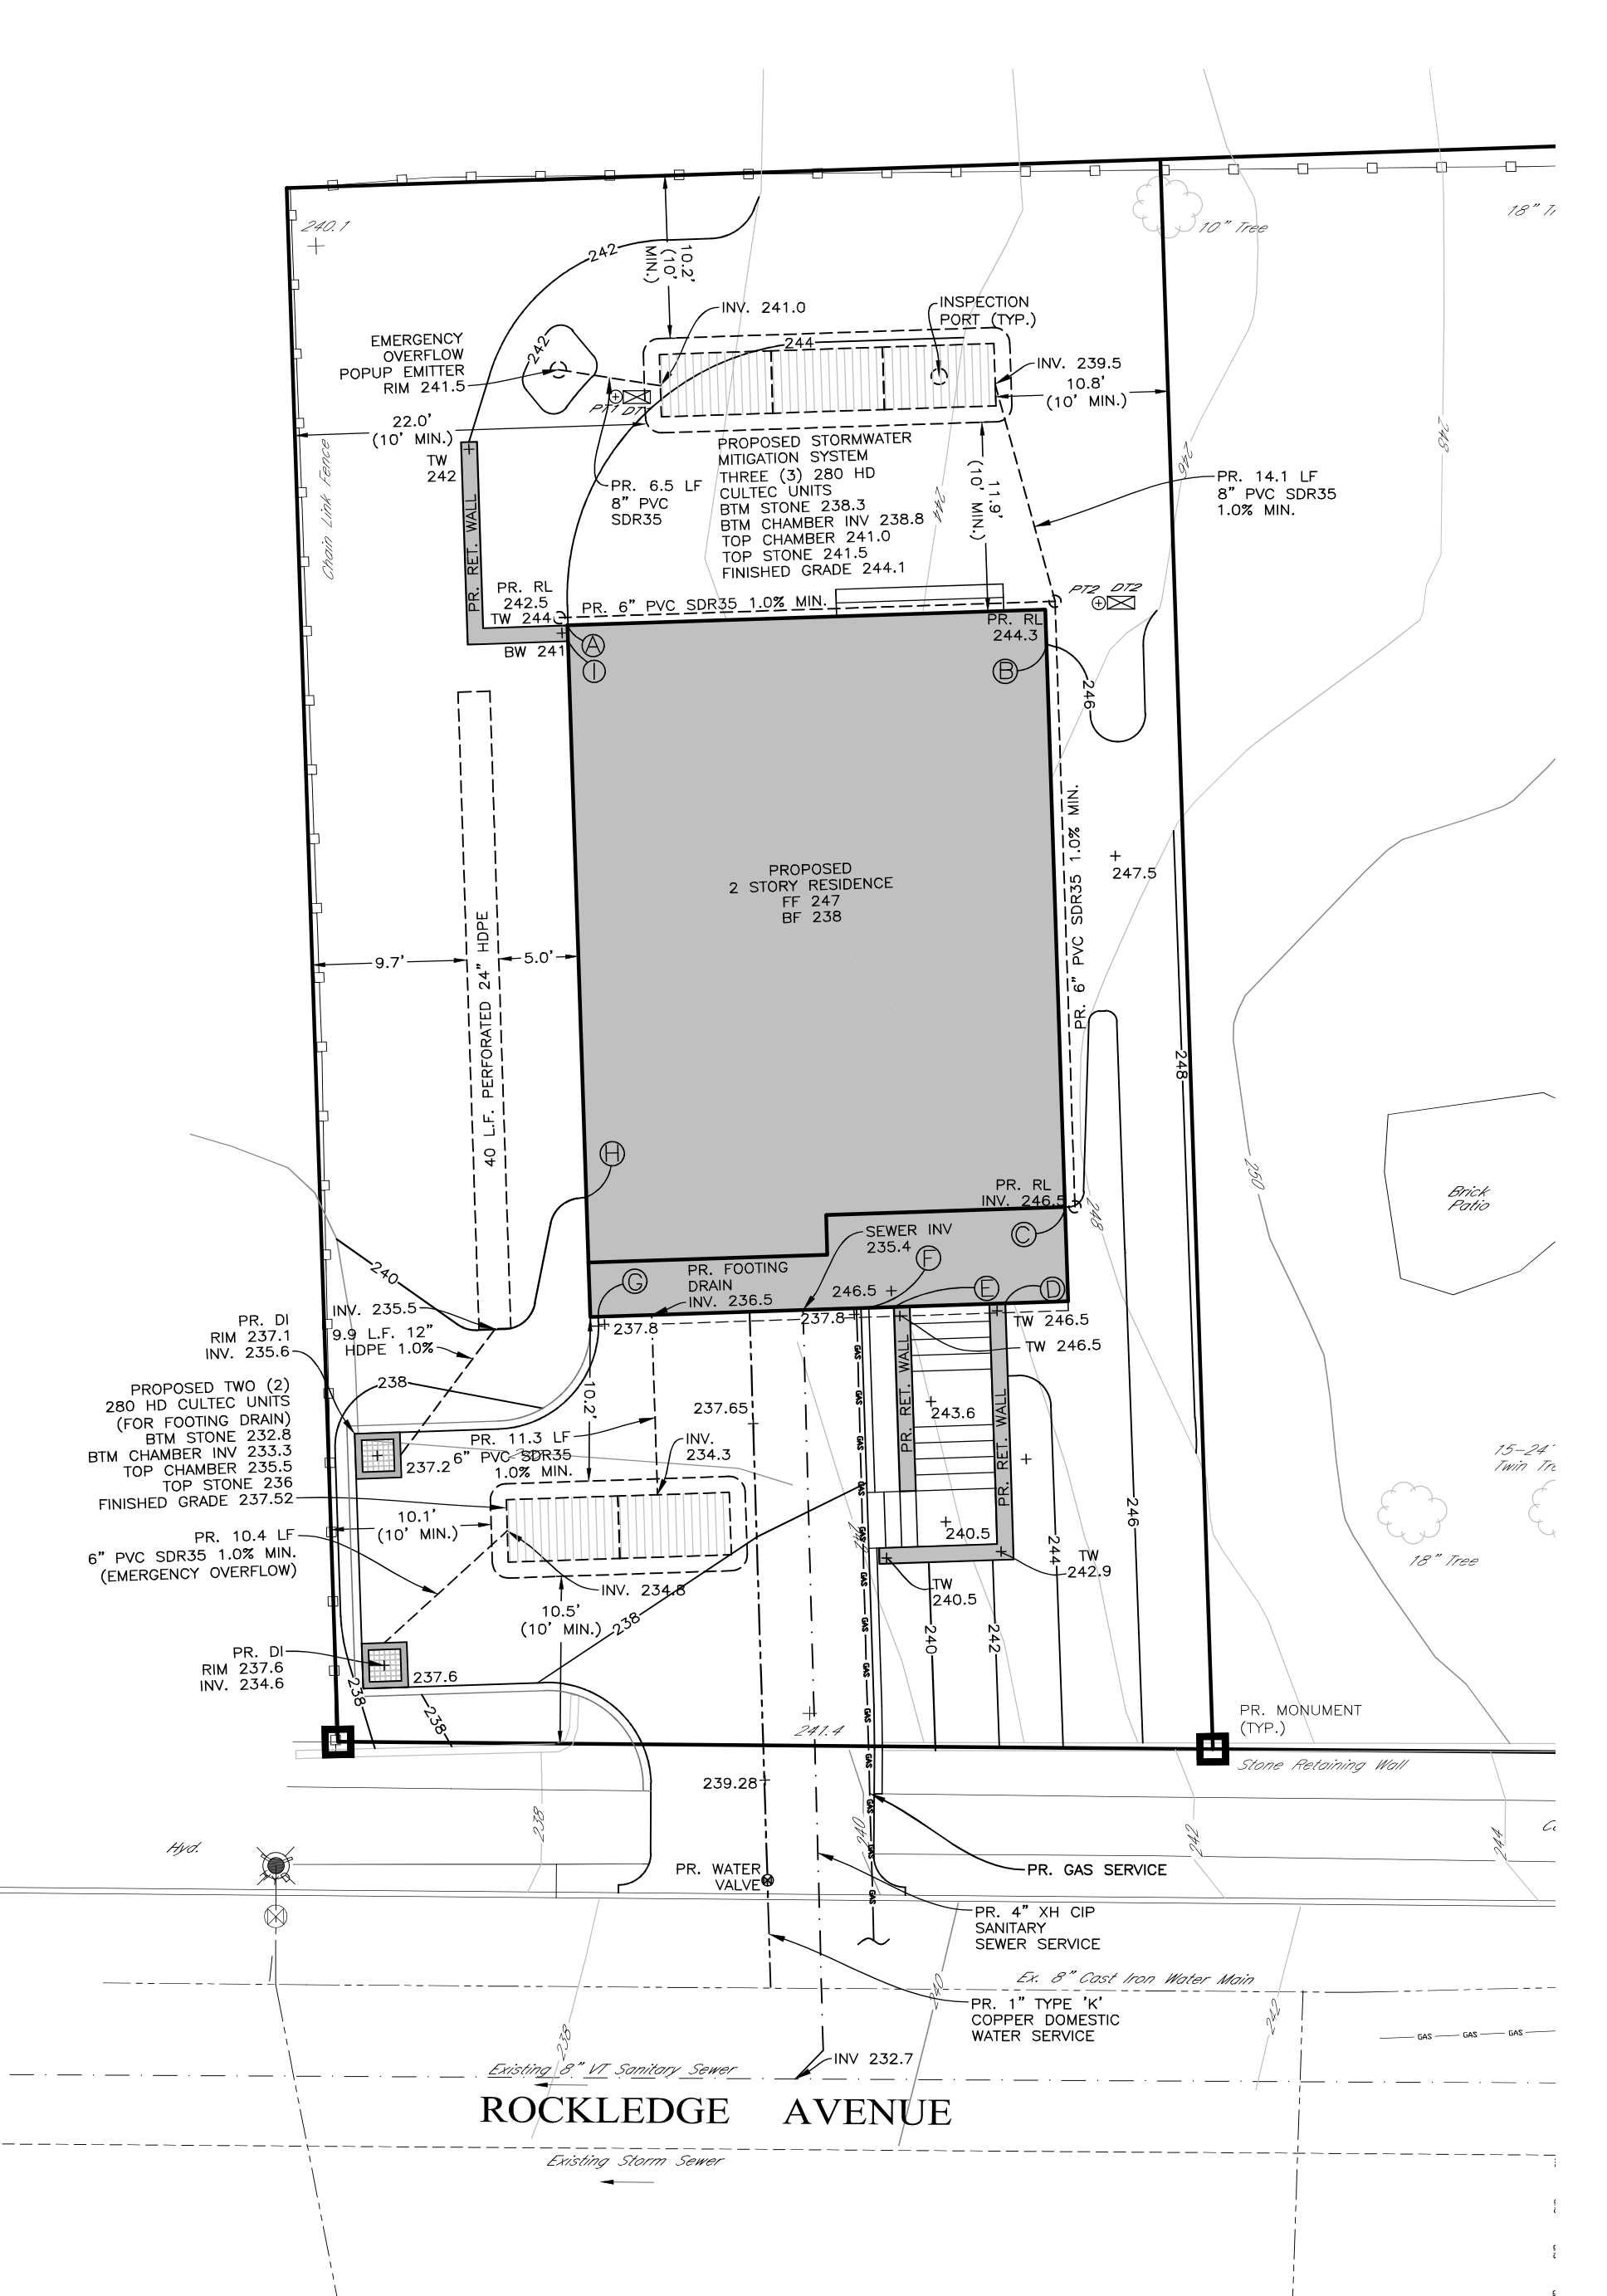 240.1
18" Tr
10" Tree
242
10.2'
(10'
MIN.)
INV. 241.0
INSPECTION
PORT (TYP.)
EMERGENCY
OVERFLOW
POPUP EMITTER
RIM 241.5
242
244
INV. 239.5
10.8'
(10' MIN.)
PT1 DT
22.0'
(10' MIN.)
TW
242
Chain Link Fence
PR. RET. WALL
PR. 6.5 LF
8" PVC
SDR35
PROPOSED STORMWATER
MITIGATION SYSTEM
THREE (3) 280 HD
CULTEC UNITS
BTM STONE 238.3
BTM CHAMBER INV 238.8
TOP CHAMBER 241.0
TOP STONE 241.5
FINISHED GRADE 244.1
244
11.9'
(10' MIN.)
246
248
PR. 14.1 LF
8" PVC SDR35
1.0% MIN.
PR. RL
242.5
TW 244
BW 241
PR. 6" PVC SDR35 1.0% MIN.
PT2 DT2
PR. RL
244.3
A
I
B
246
PROPOSED
2 STORY RESIDENCE
FF 247
BF 238
PR. 6" PVC SDR35 1.0% MIN.
247.5
40 L.F. PERFORATED 24" HDPE
9.7'
5.0'
248
H
250
Brick
Patio
PR. RL
INV. 246.5
248
C
SEWER INV
235.4
F
G
PR. FOOTING
DRAIN
INV. 236.5
246.5
E
D
240
INV. 235.5
9.9 L.F. 12"
HDPE 1.0%
PR. DI
RIM 237.1
INV. 235.6
237.8
237.8
TW 246.5
TW 246.5
238
PROPOSED TWO (2)
280 HD CULTEC UNITS
(FOR FOOTING DRAIN)
BTM STONE 232.8
BTM CHAMBER INV 233.3
TOP CHAMBER 235.5
TOP STONE 236
FINISHED GRADE 237.52
10.2'
237.65
243.6
PR. RET. WALL
PR. RET. WALL
237.2
PR. 11.3 LF
6" PVC SDR35
1.0% MIN.
INV.
234.3
15-24"
Twin Tre
18" Tree
246
10.1'
(10' MIN.)
PR. 10.4 LF
6" PVC SDR35 1.0% MIN.
(EMERGENCY OVERFLOW)
240.5
244
TW
242.9
TW
240.5
INV. 234.8
10.5'
(10' MIN.)
238
240
242
PR. DI
RIM 237.6
INV. 234.6
237.6
238
238
241.4
PR. MONUMENT
(TYP.)
Stone Retaining Wall
239.28
238
240
242
244
Hyd.
PR. WATER
VALVE
PR. GAS SERVICE
PR. 4" XH CIP
SANITARY
SEWER SERVICE
Ex. 8" Cast Iron Water Main
240
242
PR. 1" TYPE 'K'
COPPER DOMESTIC
WATER SERVICE
GAS GAS GAS
238
INV 232.7
Existing 8" VT Sanitary Sewer
ROCKLEDGE AVENUE
Existing Storm Sewer